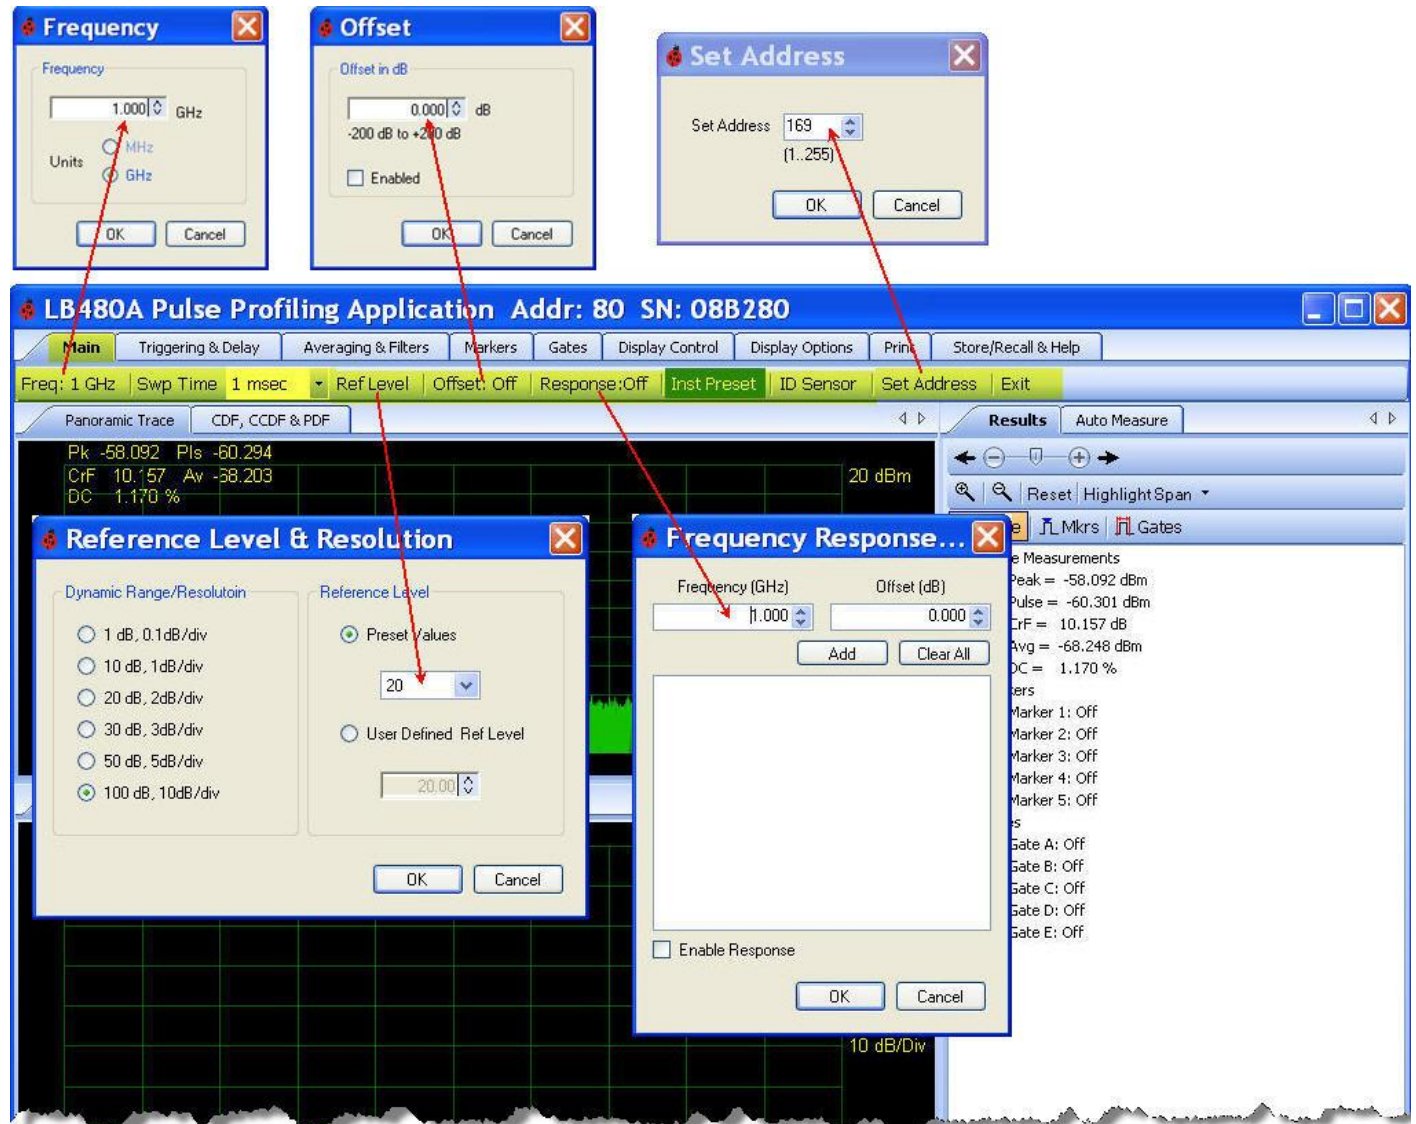 Frequency
Frequency
1.000 GHz
MHz
Units
GHz
OK Cancel
Offset
Offset in dB
0.000 dB
-200 dB to +200 dB
Enabled
OK Cancel
Set Address
Set Address 169
(1..255)
OK Cancel
LB480A Pulse Profiling Application Addr: 80 SN: 08B280
Main Triggering & Delay Averaging & Filters Markers Gates Display Control Display Options Print Store/Recall & Help
Freq: 1 GHz Swp Time 1 msec Ref Level Offset: Off Response:Off Inst Preset ID Sensor Set Address Exit
Panoramic Trace CDF, CCDF & PDF
Results Auto Measure
Pk -58.092 Pls -60.294
CrF 10.157 Av -68.203
DC 1.170 %
20 dBm
Reset Highlight Span
Mkrs Gates
Reference Level & Resolution
Dynamic Range/Resolutoin
1 dB, 0.1dB/div
10 dB, 1dB/div
20 dB, 2dB/div
30 dB, 3dB/div
50 dB, 5dB/div
100 dB, 10dB/div
Reference Level
Preset Values
20
User Defined Ref Level
20.00
OK Cancel
Frequency Response...
Frequency (GHz) Offset (dB)
1.000 0.000
Add Clear All
Enable Response
OK Cancel
e Measurements
Peak = -58.092 dBm
Pulse = -60.301 dBm
CrF = 10.157 dB
Avg = -68.248 dBm
DC = 1.170 %
kers
Marker 1: Off
Marker 2: Off
Marker 3: Off
Marker 4: Off
Marker 5: Off
es
Gate A: Off
Gate B: Off
Gate C: Off
Gate D: Off
Gate E: Off
10 dB/Div